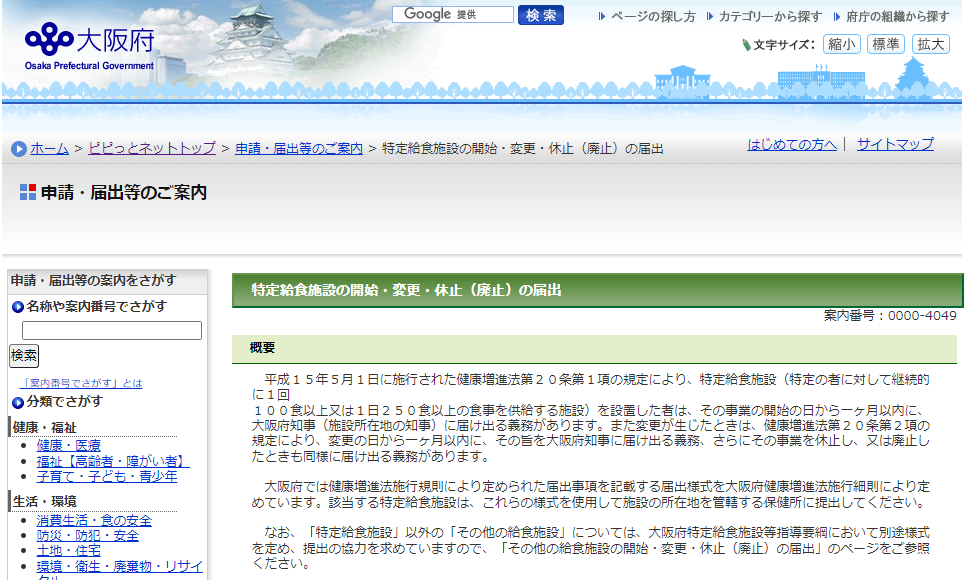 Google 提供
検 索
ページの探し方
カテゴリーから探す
府庁の組織から探す
大阪府
Osaka Prefectural Government
文字サイズ:
縮小
標準
拡大
ホーム > ピピっとネットトップ > 申請・届出等のご案内 > 特定給食施設の開始・変更・休止(廃止)の届出
はじめての方へ | サイトマップ
申請・届出等のご案内
申請・届出等の案内をさがす
名称や案内番号でさがす
検索
「案内番号でさがす」とは
分類でさがす
健康・福祉
健康・医療
福祉【高齢者・障がい者】
子育て・子ども・青少年
生活・環境
消費生活・食の安全
防災・防犯・安全
土地・住宅
環境・衛生・廃棄物・リサイ
クル
特定給食施設の開始・変更・休止(廃止)の届出
案内番号:0000-4049
概要
平成15年5月1日に施行された健康増進法第20条第1項の規定により、特定給食施設(特定の者に対して継続的
に1回
100食以上又は1日250食以上の食事を供給する施設)を設置した者は、その事業の開始の日から一ヶ月以内に、
大阪府知事(施設所在地の知事)に届け出る義務があります。また変更が生じたときは、健康増進法第20条第2項の
規定により、変更の日から一ヶ月以内に、その旨を大阪府知事に届け出る義務、さらにその事業を休止し、又は廃止し
たときも同様に届け出る義務があります。
大阪府では健康増進法施行規則により定められた届出事項を記載する届出様式を大阪府健康増進法施行細則により定
めています。該当する特定給食施設は、これらの様式を使用して施設の所在地を管轄する保健所に提出してください。
なお、「特定給食施設」以外の「その他の給食施設」については、大阪府特定給食施設等指導要綱において別途様式
を定め、提出の協力を求めていますので、「その他の給食施設の開始・変更・休止(廃止)の届出」のページをご参照
ください。